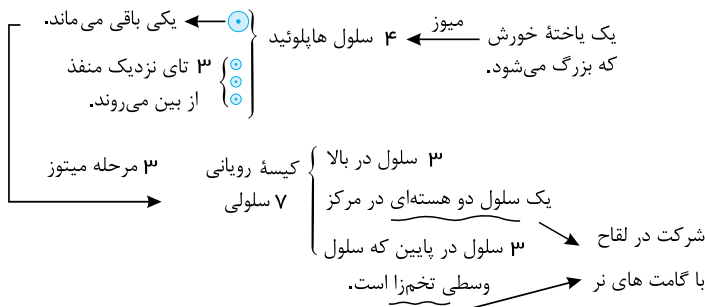 یک یاختهٔ خورش
که بزرگ می‌شود.
میوز
۴ سلول هاپلوئید
یکی باقی می‌ماند.
۳ تای نزدیک منفذ
از بین می‌روند.
۳ مرحله میتوز
کیسهٔ رویانی
۷ سلولی
۳ سلول در بالا
یک سلول دو هسته‌ای در مرکز
۳ سلول در پایین که سلول
وسطی تخم‌زا است.
شرکت در لقاح
با گامت های نر